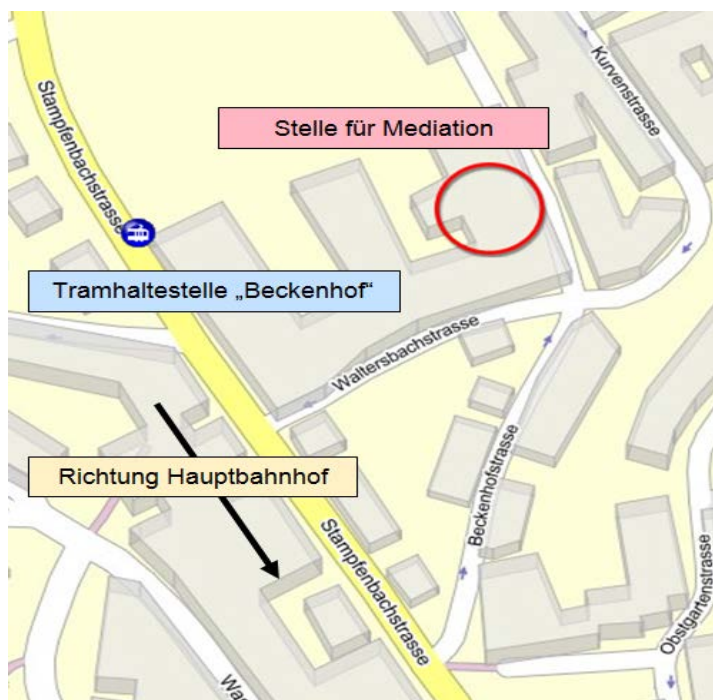 Kurvenstrasse
Stampfenbachstrasse
Stelle für Mediation
Tramhaltestelle „Beckenhof“
Waltersbachstrasse
Richtung Hauptbahnhof
Beckenhofstrasse
Stampfenbachstrasse
Obstgartenstrasse